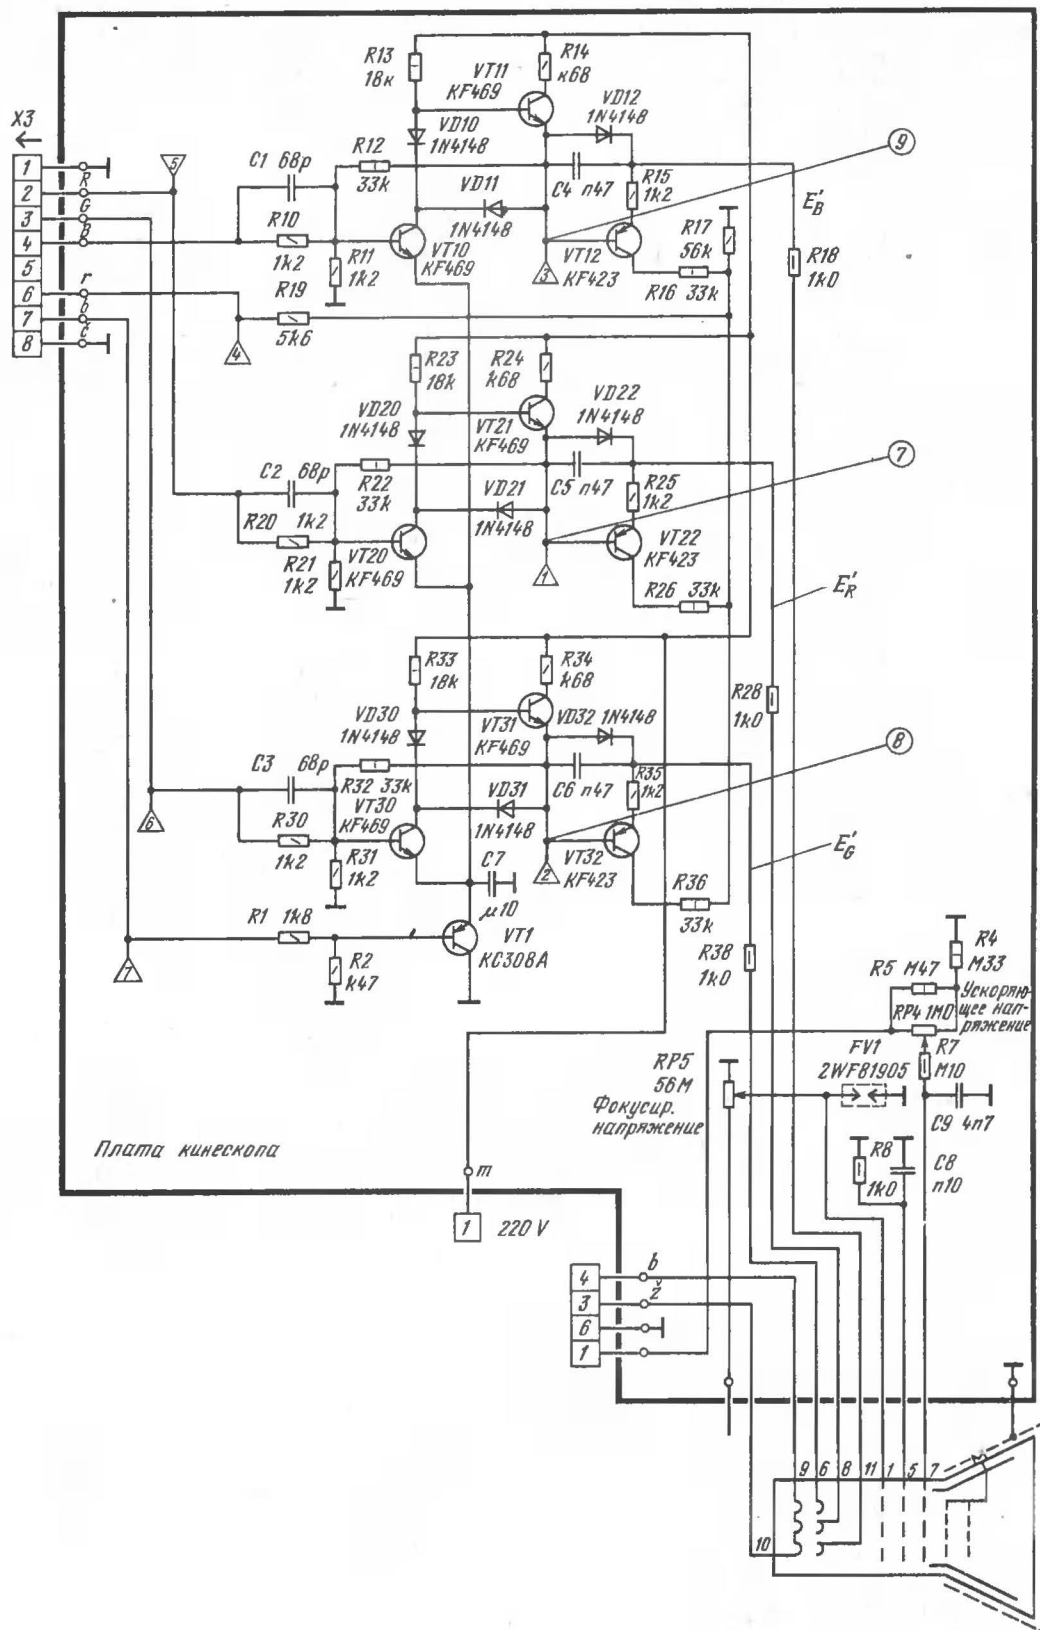 R13
18к
R14
к68
VT11
KF469
VD12
1N4148
VD10
1N4148
9
X3
R12
33k
C1 68p
5
1
R
2
G
3
B
4
5
r
6
b
7
č
8
C4 n47
R15
1k2
E'B
VD11
1N4148
R10
1k2
R11
1k2
VT10
KF469
3
VT12
KF423
R17
56k
R18
1k0
R16 33k
R19
5k6
4
R23
18k
R24
k68
VD20
1N4148
VT21
KF469
VD22
1N4148
7
C2 68p
R22
33k
C5 n47
R25
1k2
VD21
1N4148
R20 1k2
R21
1k2
VT20
KF469
1
VT22
KF423
R26 33k
E'R
R33
18k
R34
k68
R28
1k0
VD30
1N4148
VT31
KF469
VD32 1N4148
8
C3 68p
R32 33k
C6 n47
R35
1k2
VT30
KF469
VD31
1N4148
6
R30
1k2
R31
1k2
C7
µ10
2
VT32
KF423
E'G
R36
33k
R1 1k8
VT1
KC308A
R2
k47
7
R38
1k0
R4
M33
R5 M47
RP4 1M0
Ускоряю-
щее нап-
ряжение
R7
M10
FV1
2WF81905
RP5
56M
Фокусир.
напряжение
C9 4n7
R8
1k0
C8
n10
Плата кинескопа
m
1 220 V
4 b
3 ž
6
1
9 6 8 11 1 5 7
10